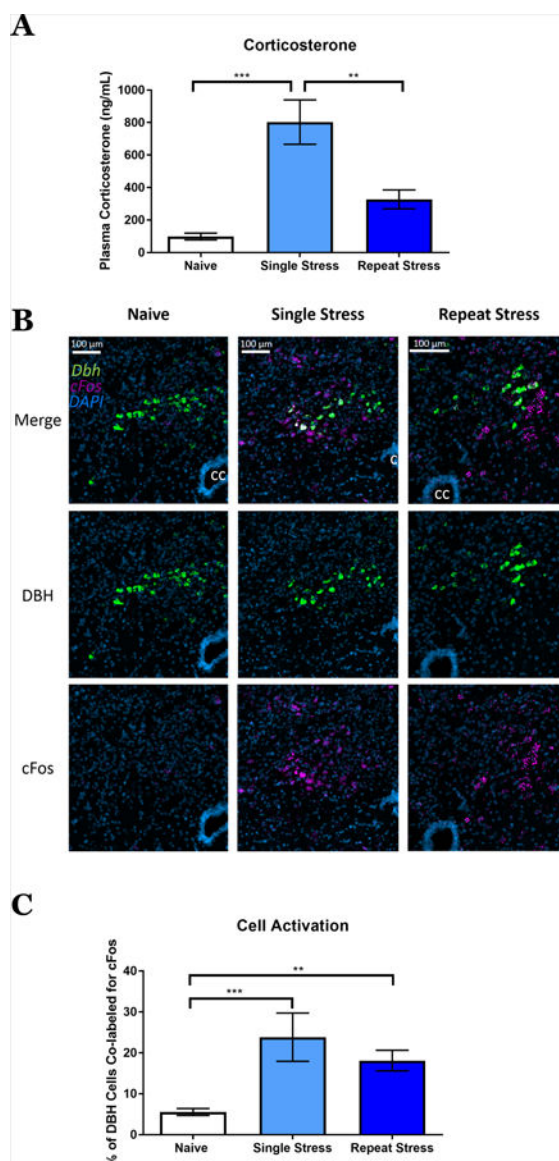 A
Corticosterone
*** **
1000
800
600
400
200
0
Plasma Corticosterone (ng/mL)
Naive Single Stress Repeat Stress
B
Naive Single Stress Repeat Stress
100 µm 100 µm 100 µm
Dbh
cFos
DAPI
Merge
CC C CC
DBH
cFos
C
Cell Activation
**
***
40
30
20
10
0
% of DBH Cells Co-labeled for cFos
Naive Single Stress Repeat Stress